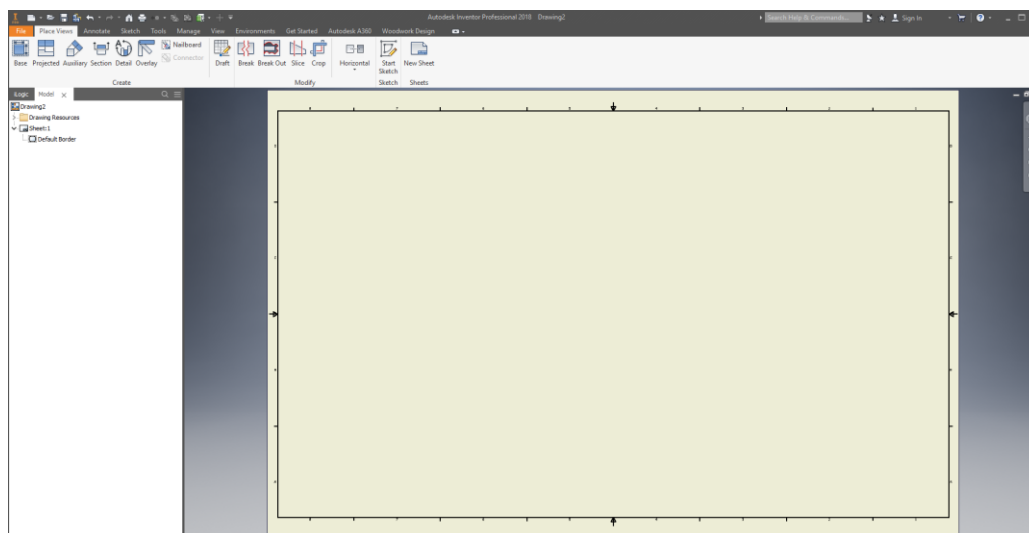 Autodesk Inventor Professional 2018 Drawing2
Search Help & Commands...
Sign In
File Place Views Annotate Sketch Tools Manage View Environments Get Started Autodesk A360 Woodwork Design
Nailboard
Connector
Base Projected Auxiliary Section Detail Overlay Draft Break Break Out Slice Crop Horizontal Start Sketch New Sheet
Create Modify Sketch Sheets
Logic Model
Drawing2
Drawing Resources
Sheet:1
Default Border